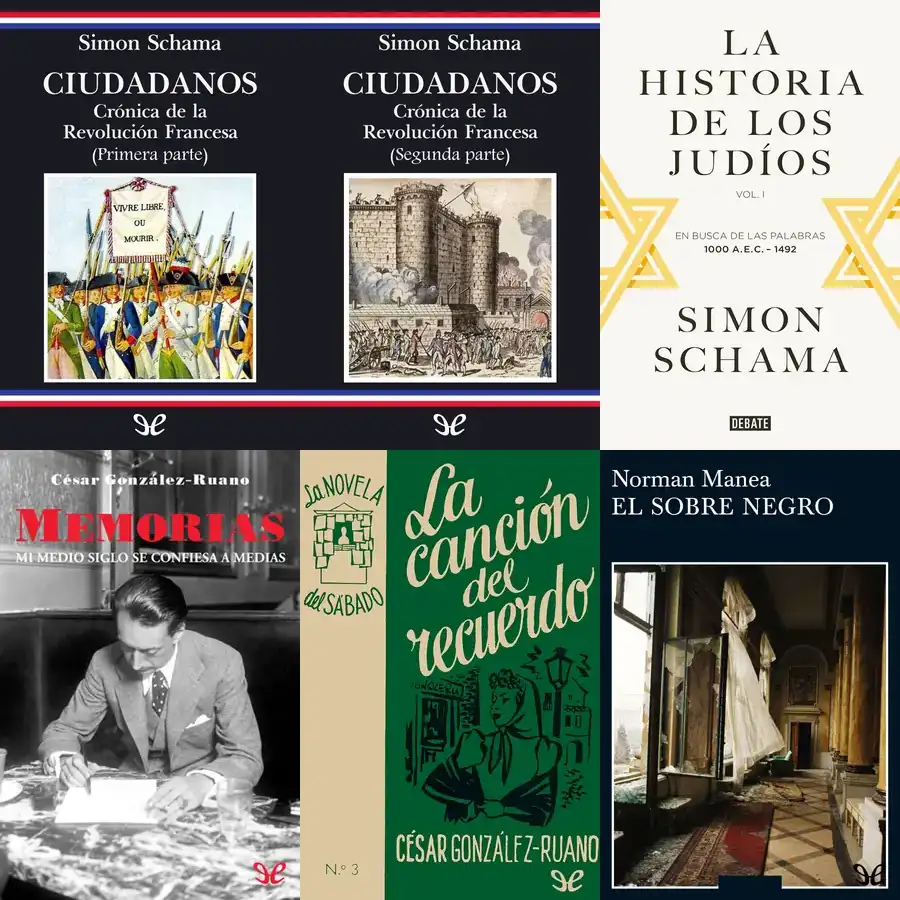 Simon Schama
CIUDADANOS
Crónica de la
Revolución Francesa
(Primera parte)
VIVRE LIBRE,
OU
MOURIR.
Simon Schama
CIUDADANOS
Crónica de la
Revolución Francesa
(Segunda parte)
LA
HISTORIA
DE LOS
JUDÍOS
VOL. I
EN BUSCA DE LAS PALABRAS
1000 A.E.C. – 1492
SIMON
SCHAMA
DEBATE
César González-Ruano
MEMORIAS
MI MEDIO SIGLO SE CONFIESA A MEDIAS
La NOVELA
del SÁBADO
N.º 3
La
canción
del
recuerdo
CÉSAR GONZÁLEZ-RUANO
Norman Manea
EL SOBRE NEGRO